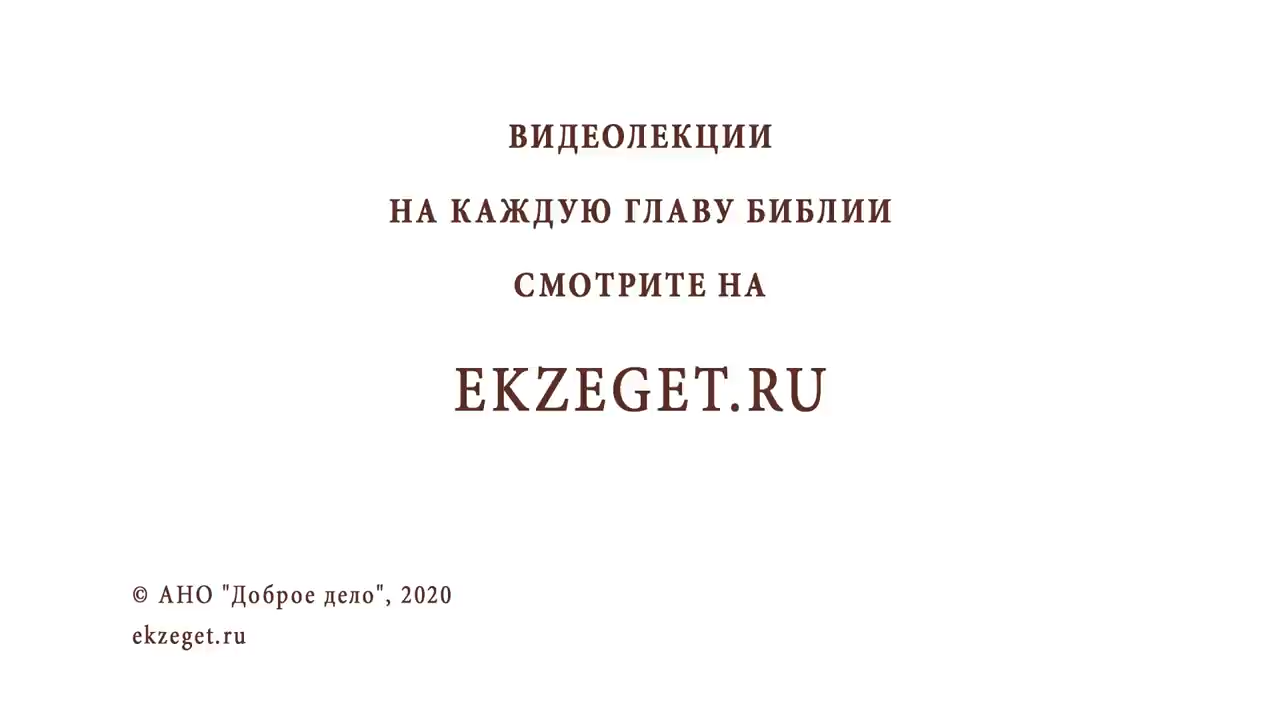 ВИДЕОЛЕКЦИИ
НА КАЖДУЮ ГЛАВУ БИБЛИИ
СМОТРИТЕ НА
EKZEGET.RU
© АНО "Доброе дело", 2020
ekzeget.ru